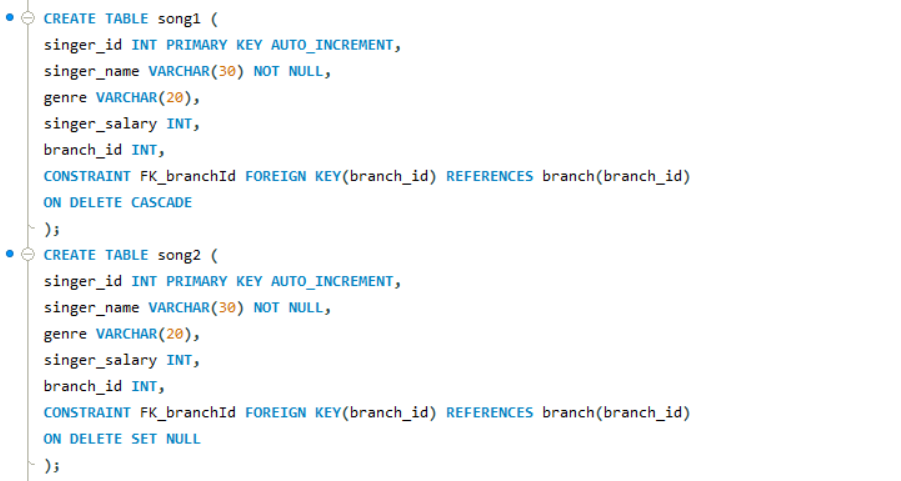 CREATE TABLE song1 (
singer_id INT PRIMARY KEY AUTO_INCREMENT,
singer_name VARCHAR(30) NOT NULL,
genre VARCHAR(20),
singer_salary INT,
branch_id INT,
CONSTRAINT FK_branchId FOREIGN KEY(branch_id) REFERENCES branch(branch_id)
ON DELETE CASCADE
);
CREATE TABLE song2 (
singer_id INT PRIMARY KEY AUTO_INCREMENT,
singer_name VARCHAR(30) NOT NULL,
genre VARCHAR(20),
singer_salary INT,
branch_id INT,
CONSTRAINT FK_branchId FOREIGN KEY(branch_id) REFERENCES branch(branch_id)
ON DELETE SET NULL
);